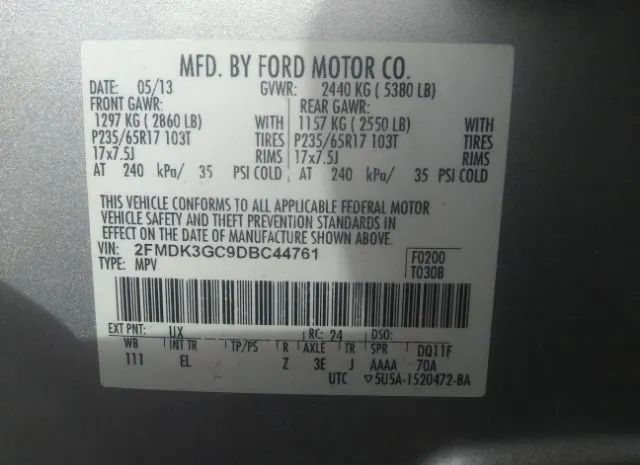 MFD. BY FORD MOTOR CO.
DATE: 05/13 GVWR: 2440 KG ( 5380 LB)
FRONT GAWR: REAR GAWR:
1297 KG ( 2860 LB) WITH 1157 KG ( 2550 LB) WITH
P235/65R17 103T TIRES P235/65R17 103T TIRES
17x7.5J RIMS 17x7.5J RIMS
AT 240 kPa/ 35 PSI COLD AT 240 kPa/ 35 PSI COLD
THIS VEHICLE CONFORMS TO ALL APPLICABLE FEDERAL MOTOR
VEHICLE SAFETY AND THEFT PREVENTION STANDARDS IN
EFFECT ON THE DATE OF MANUFACTURE SHOWN ABOVE.
VIN: 2FMDK3GC9DBC44761 F0200
TYPE: MPV T0308
EXT PNT: UX RC: 24 DSO:
WB INT TR TP/PS R AXLE TR SPR DQ11F
111 EL Z 3E J AAAA 70A
UTC ▽5U5A-1520472-BA